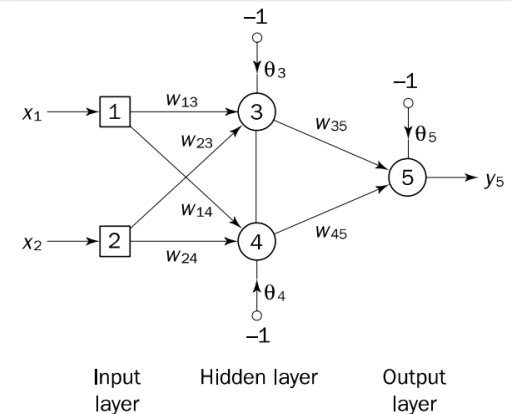 –1
θ3
–1
x1
1
w13
3
w35
θ5
w23
5
y5
w14
x2
2
w24
4
w45
θ4
–1
Input layer
Hidden layer
Output layer